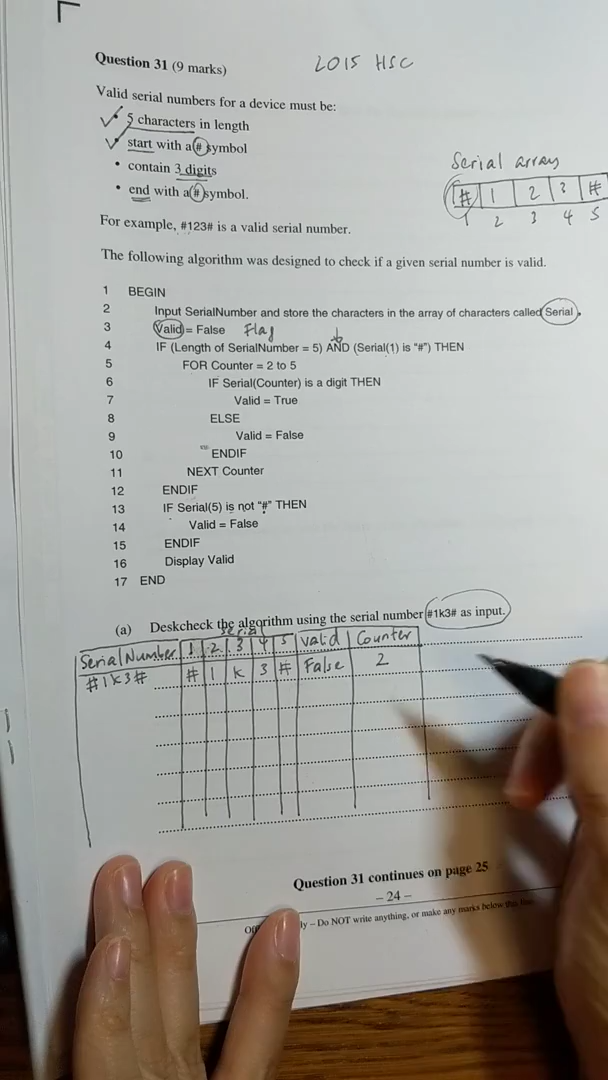 Question 31 (9 marks)
2015 HSC
Valid serial numbers for a device must be:
5 characters in length
start with a # symbol
• contain 3 digits
• end with a # symbol.
Serial array
# 1 2 3 #
1 2 3 4 5
For example, #123# is a valid serial number.
The following algorithm was designed to check if a given serial number is valid.
1 BEGIN
2 Input SerialNumber and store the characters in the array of characters called Serial.
3 Valid = False Flag
4 IF (Length of SerialNumber = 5) AND (Serial(1) is "#") THEN
5 FOR Counter = 2 to 5
6 IF Serial(Counter) is a digit THEN
7 Valid = True
8 ELSE
9 Valid = False
10 ENDIF
11 NEXT Counter
12 ENDIF
13 IF Serial(5) is not "#" THEN
14 Valid = False
15 ENDIF
16 Display Valid
17 END
(a) Deskcheck the algorithm using the serial number #1k3# as input.
Serial
SerialNumber 1 2 3 4 5 Valid Counter
#1k3# # 1 k 3 # False 2
Question 31 continues on page 25
– 24 –
ly – Do NOT write anything, or make any marks below this line